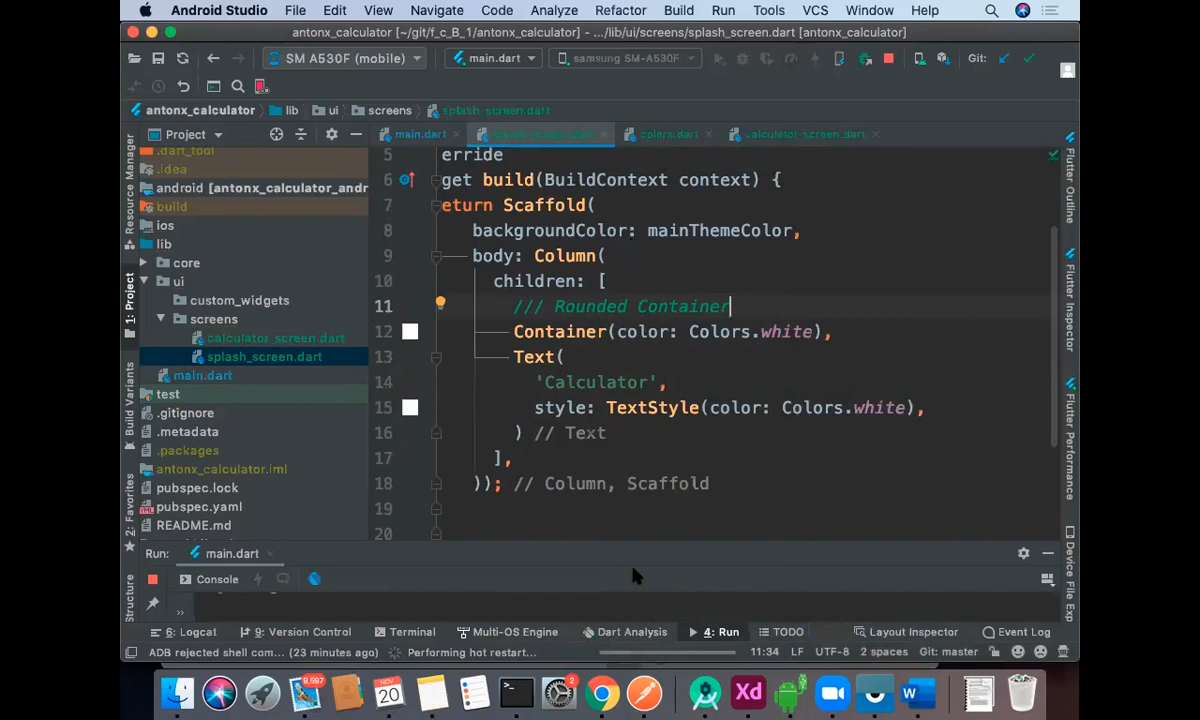 Android Studio File Edit View Navigate Code Analyze Refactor Build Run Tools VCS Window Help
antonx_calculator [~/git/f_c_B_1/antonx_calculator] - .../lib/ui/screens/splash_screen.dart [antonx_calculator]
SM A530F (mobile) main.dart samsung SM-A530F Git:
antonx_calculator lib ui screens splash_screen.dart
Project main.dart splash_screen.dart colors.dart calculator_screen.dart
.dart_tool
.idea
android [antonx_calculator_andr
build
ios
lib
core
ui
custom_widgets
screens
calculator_screen.dart
splash_screen.dart
main.dart
test
.gitignore
.metadata
.packages
antonx_calculator.iml
pubspec.lock
pubspec.yaml
README.md
Resource Manager
1: Project
Build Variants
2: Favorites
Structure
5 erride
6 get build(BuildContext context) {
7 eturn Scaffold(
8 backgroundColor: mainThemeColor,
9 body: Column(
10 children: [
11 /// Rounded Container
12 Container(color: Colors.white),
13 Text(
14 'Calculator',
15 style: TextStyle(color: Colors.white),
16 ) // Text
17 ],
18 )); // Column, Scaffold
19
20
Flutter Outline
Flutter Inspector
Flutter Performance
Device File Exp
Run: main.dart
Console
»
6: Logcat 9: Version Control Terminal Multi-OS Engine Dart Analysis 4: Run TODO Layout Inspector Event Log
ADB rejected shell com... (23 minutes ago) Performing hot restart... 11:34 LF UTF-8 2 spaces Git: master
9,597
NOV
20
2
Xd
W